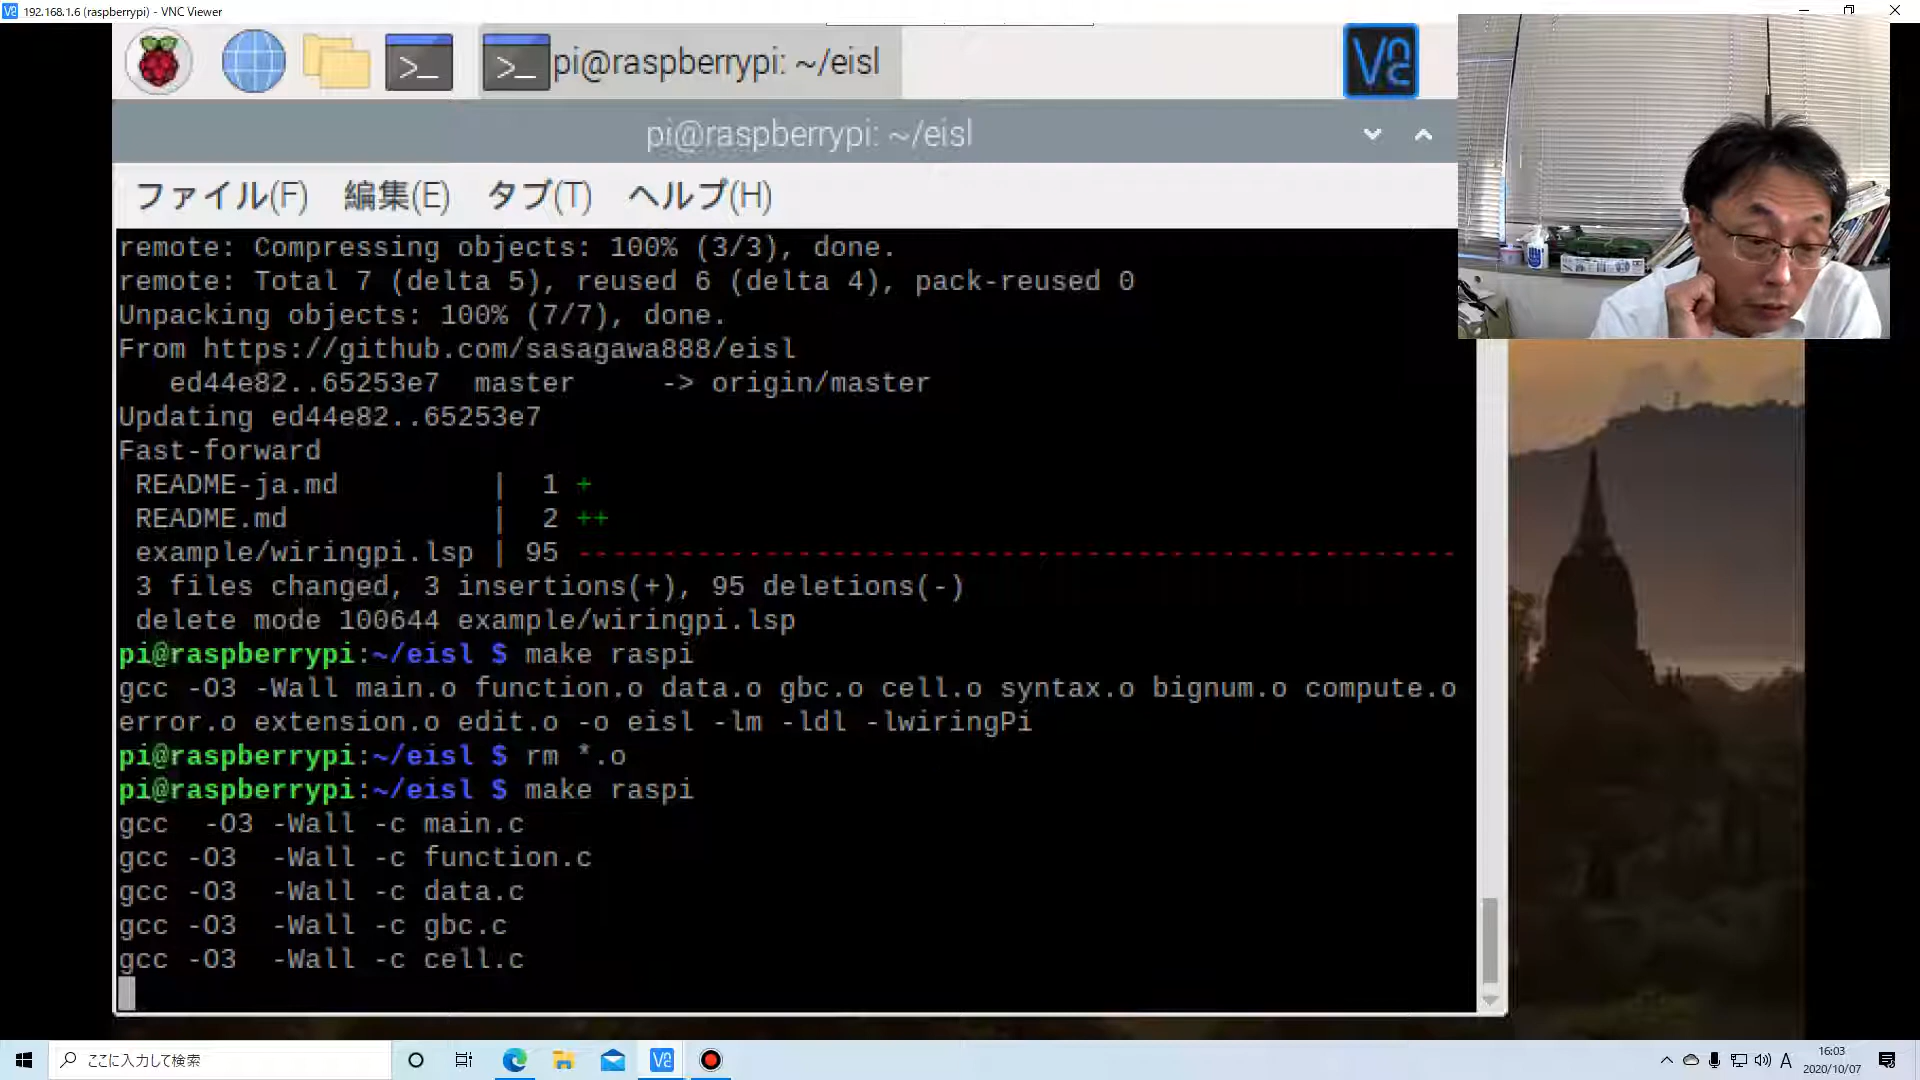 192.168.1.6 (raspberrypi) - VNC Viewer
pi@raspberrypi: ~/eisl
pi@raspberrypi: ~/eisl
ファイル(F) 編集(E) タブ(T) ヘルプ(H)
remote: Compressing objects: 100% (3/3), done.
remote: Total 7 (delta 5), reused 6 (delta 4), pack-reused 0
Unpacking objects: 100% (7/7), done.
From https://github.com/sasagawa888/eisl
ed44e82..65253e7 master -> origin/master
Updating ed44e82..65253e7
Fast-forward
README-ja.md | 1 +
README.md | 2 ++
example/wiringpi.lsp | 95 ----------------------------------------------------
3 files changed, 3 insertions(+), 95 deletions(-)
delete mode 100644 example/wiringpi.lsp
pi@raspberrypi:~/eisl $ make raspi
gcc -O3 -Wall main.o function.o data.o gbc.o cell.o syntax.o bignum.o compute.o
error.o extension.o edit.o -o eisl -lm -ldl -lwiringPi
pi@raspberrypi:~/eisl $ rm *.o
pi@raspberrypi:~/eisl $ make raspi
gcc -O3 -Wall -c main.c
gcc -O3 -Wall -c function.c
gcc -O3 -Wall -c data.c
gcc -O3 -Wall -c gbc.c
gcc -O3 -Wall -c cell.c
ここに入力して検索
A
16:03
2020/10/07